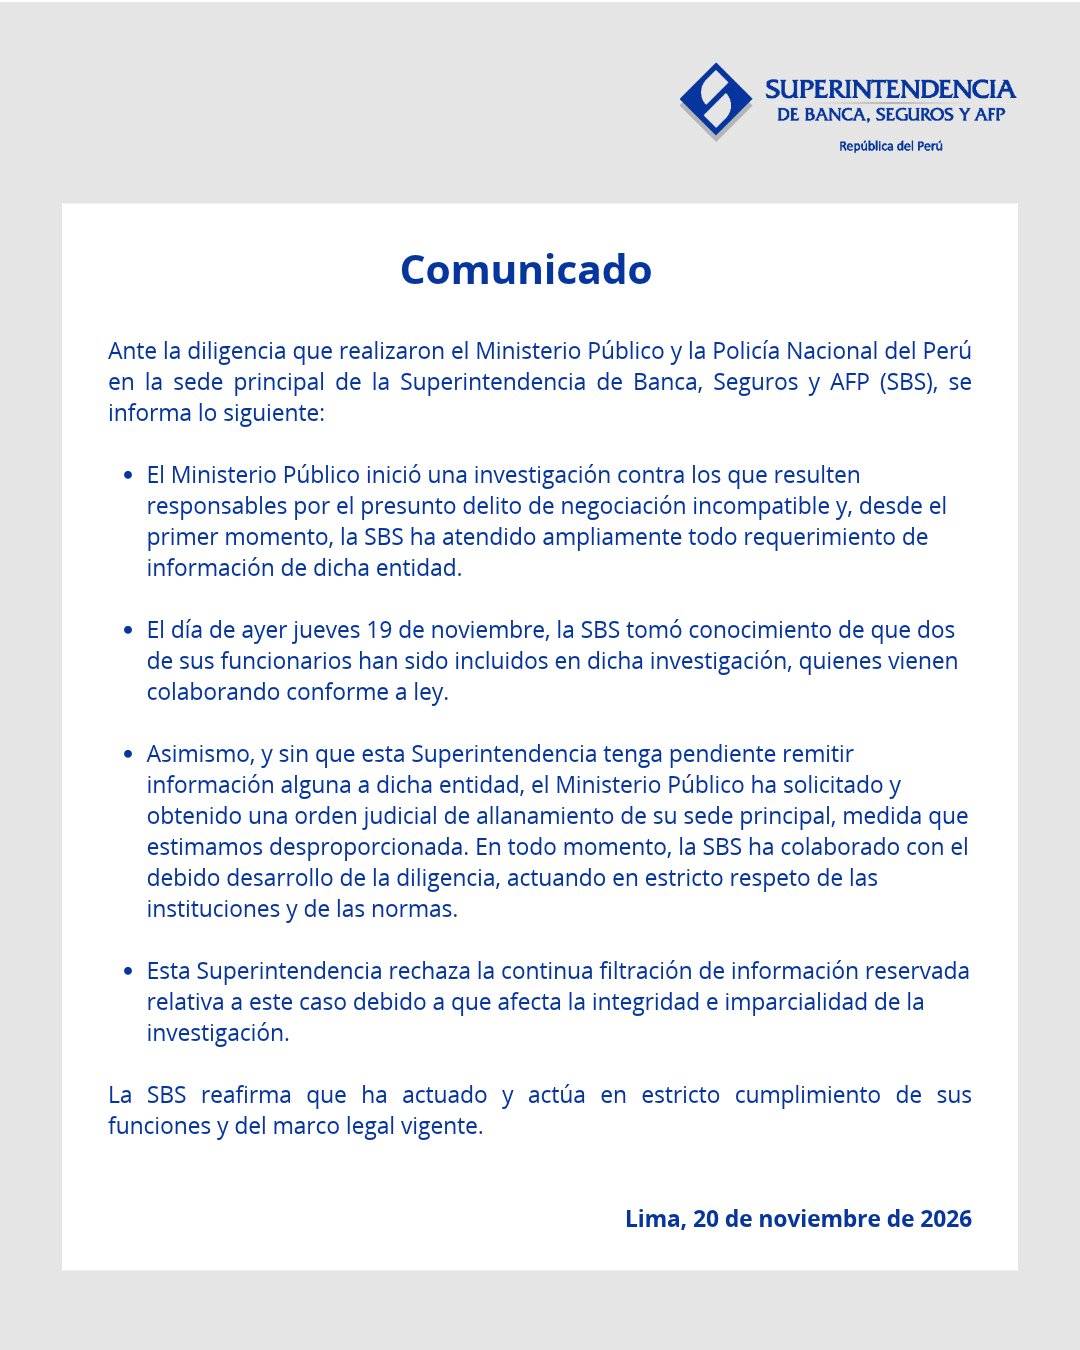 SUPERINTENDENCIA
DE BANCA, SEGUROS Y AFP
República del Perú
Comunicado
Ante la diligencia que realizaron el Ministerio Público y la Policía Nacional del Perú
en la sede principal de la Superintendencia de Banca, Seguros y AFP (SBS), se
informa lo siguiente:
• El Ministerio Público inició una investigación contra los que resulten
responsables por el presunto delito de negociación incompatible y, desde el
primer momento, la SBS ha atendido ampliamente todo requerimiento de
información de dicha entidad.
• El día de ayer jueves 19 de noviembre, la SBS tomó conocimiento de que dos
de sus funcionarios han sido incluidos en dicha investigación, quienes vienen
colaborando conforme a ley.
• Asimismo, y sin que esta Superintendencia tenga pendiente remitir
información alguna a dicha entidad, el Ministerio Público ha solicitado y
obtenido una orden judicial de allanamiento de su sede principal, medida que
estimamos desproporcionada. En todo momento, la SBS ha colaborado con el
debido desarrollo de la diligencia, actuando en estricto respeto de las
instituciones y de las normas.
• Esta Superintendencia rechaza la continua filtración de información reservada
relativa a este caso debido a que afecta la integridad e imparcialidad de la
investigación.
La SBS reafirma que ha actuado y actúa en estricto cumplimiento de sus
funciones y del marco legal vigente.
Lima, 20 de noviembre de 2026